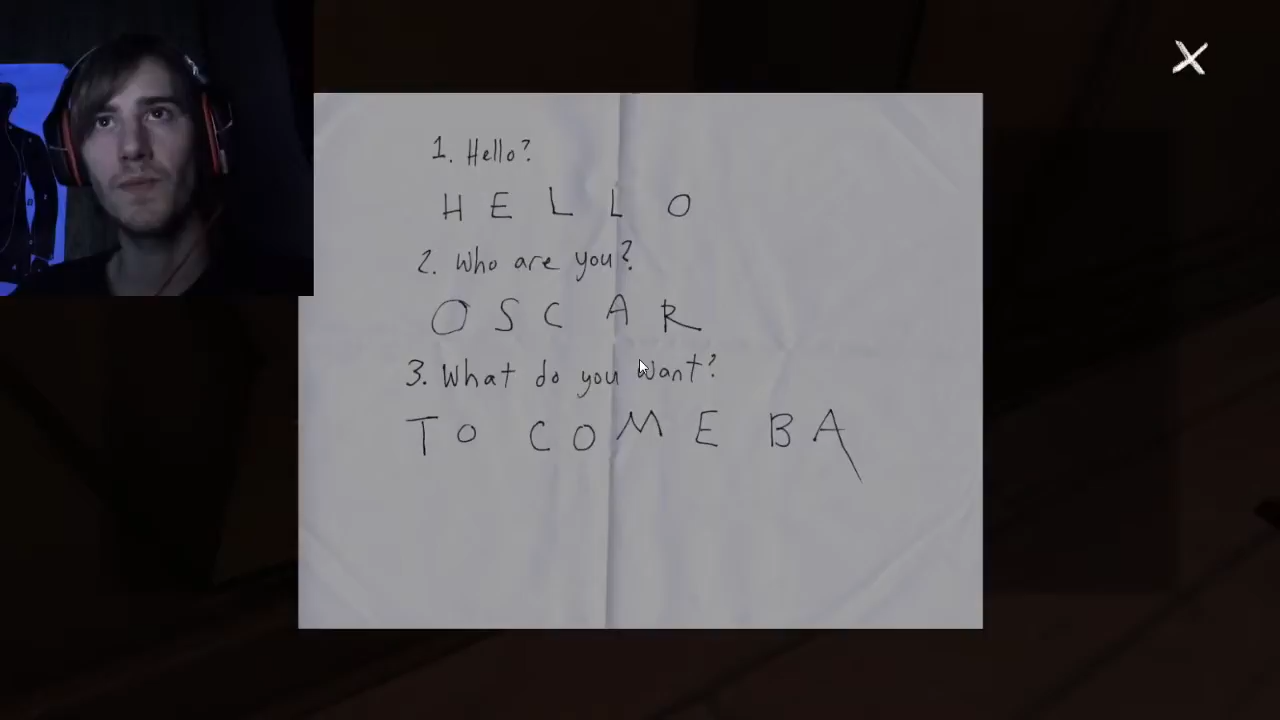 1. Hello?
H E L L O
2. Who are you?
O S C A R
3. What do you want?
T O C O M E B A